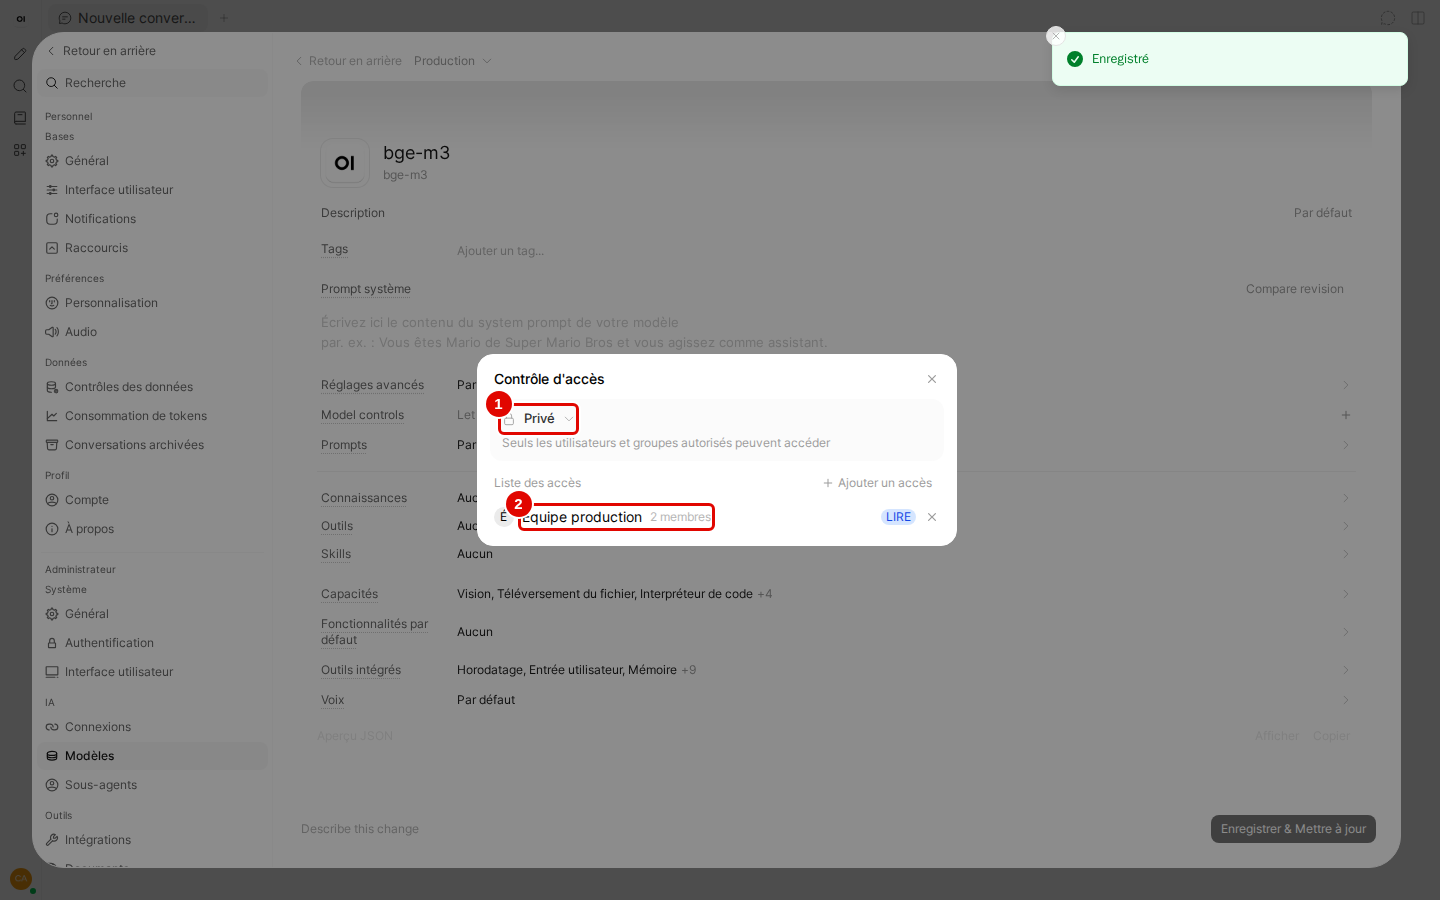 OI
Nouvelle conver...
Retour en arrière
Recherche
Personnel
Bases
Général
Interface utilisateur
Notifications
Raccourcis
Préférences
Personnalisation
Audio
Données
Contrôles des données
Consommation de tokens
Conversations archivées
Profil
Compte
À propos
Administrateur
Système
Général
Authentification
Interface utilisateur
IA
Connexions
Modèles
Sous-agents
Outils
Intégrations
CA
Retour en arrière Production
Enregistré
OI
bge-m3
bge-m3
Description Par défaut
Tags Ajouter un tag...
Prompt système Compare revision
Écrivez ici le contenu du system prompt de votre modèle
par. ex. : Vous êtes Mario de Super Mario Bros et vous agissez comme assistant.
Réglages avancés Par
Model controls Let
Prompts Par
Contrôle d'accès
1
Privé
Seuls les utilisateurs et groupes autorisés peuvent accéder
Liste des accès + Ajouter un accès
2
É Équipe production 2 membres LIRE
Connaissances Auc
Outils Auc
Skills Aucun
Capacités Vision, Téléversement du fichier, Interpréteur de code +4
Fonctionnalités par
défaut Aucun
Outils intégrés Horodatage, Entrée utilisateur, Mémoire +9
Voix Par défaut
Aperçu JSON Afficher Copier
Describe this change Enregistrer & Mettre à jour